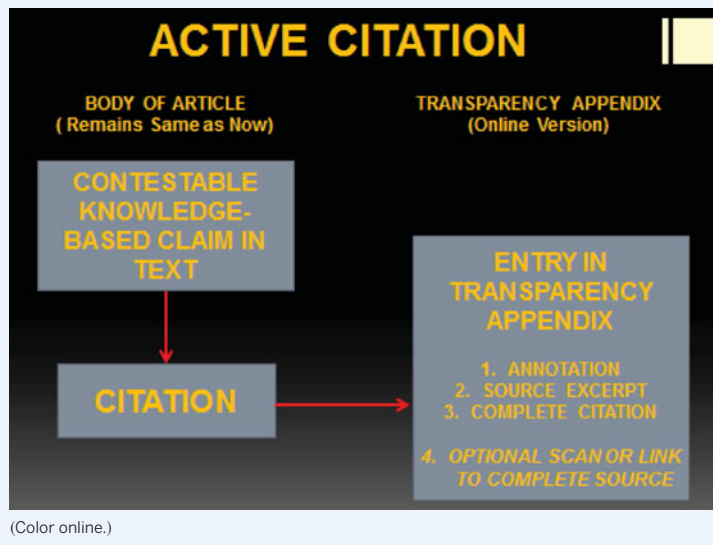 ACTIVE CITATION
BODY OF ARTICLE
( Remains Same as Now)
CONTESTABLE
KNOWLEDGE-
BASED CLAIM IN
TEXT
CITATION
TRANSPARENCY APPENDIX
(Online Version)
ENTRY IN
TRANSPARENCY
APPENDIX
1. ANNOTATION
2. SOURCE EXCERPT
3. COMPLETE CITATION
4. OPTIONAL SCAN OR LINK
TO COMPLETE SOURCE
(Color online.)